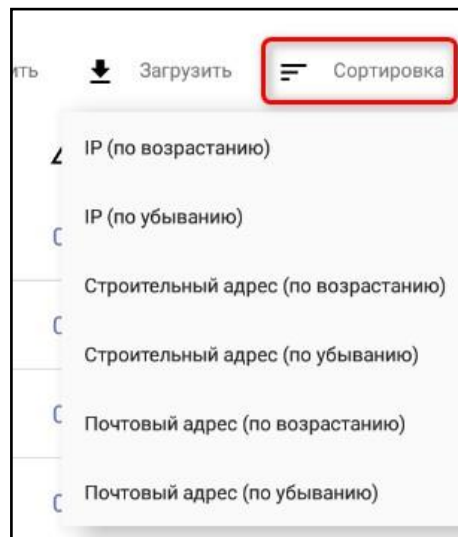 ить Загрузить Сортировка
IP (по возрастанию)
IP (по убыванию)
Строительный адрес (по возрастанию)
Строительный адрес (по убыванию)
Почтовый адрес (по возрастанию)
Почтовый адрес (по убыванию)